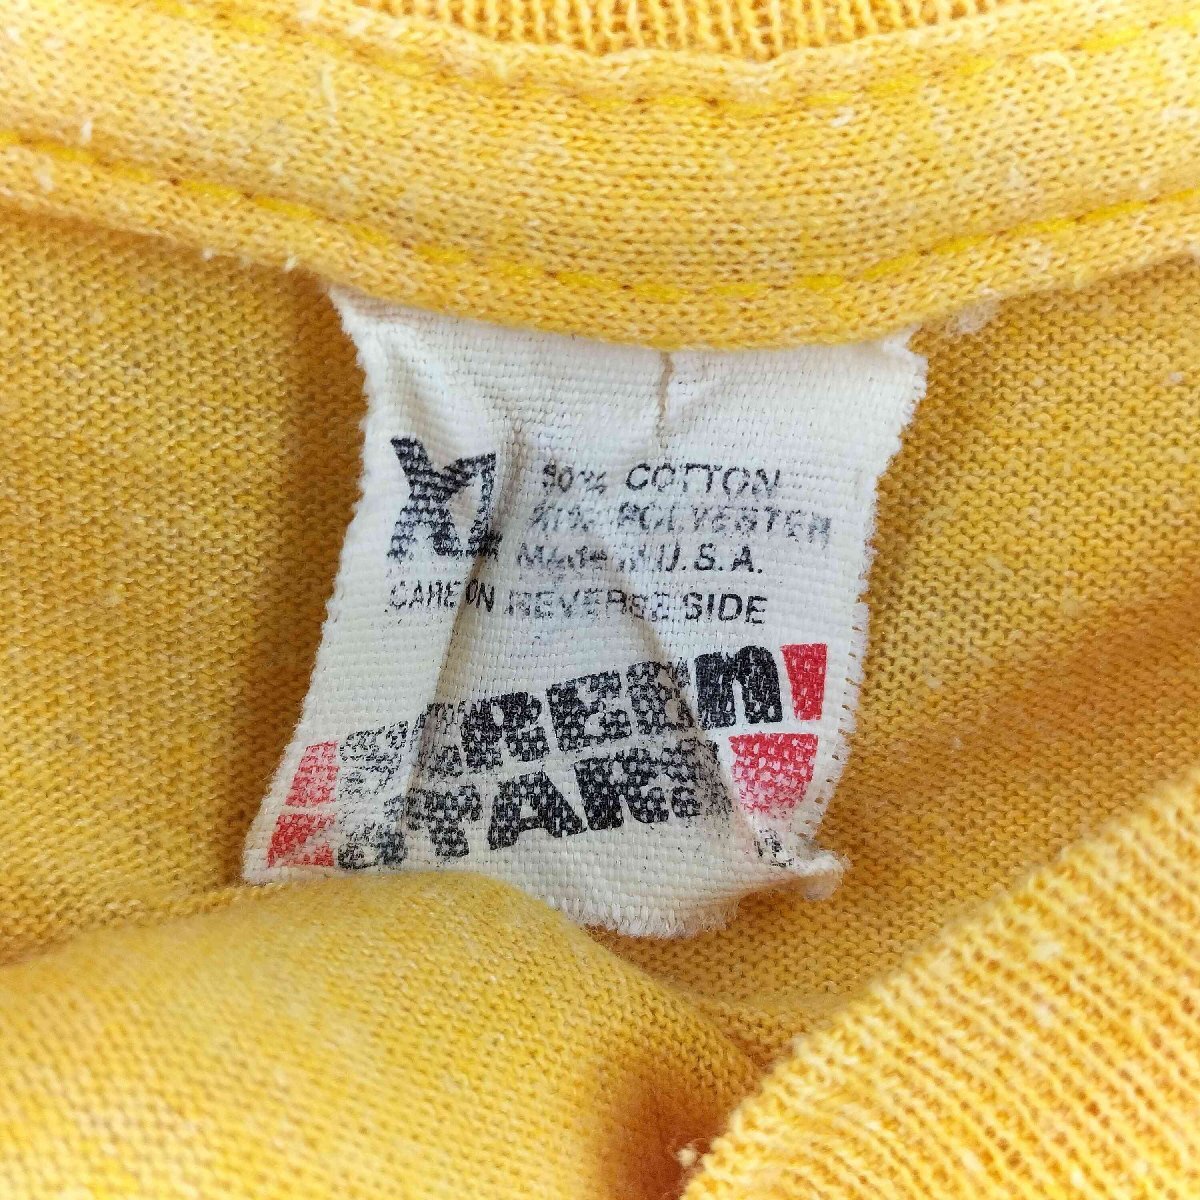 XL
50% COTTON
50% POLYESTER
Made in U.S.A.
CARE ON REVERSE SIDE
SCREEN
STARS